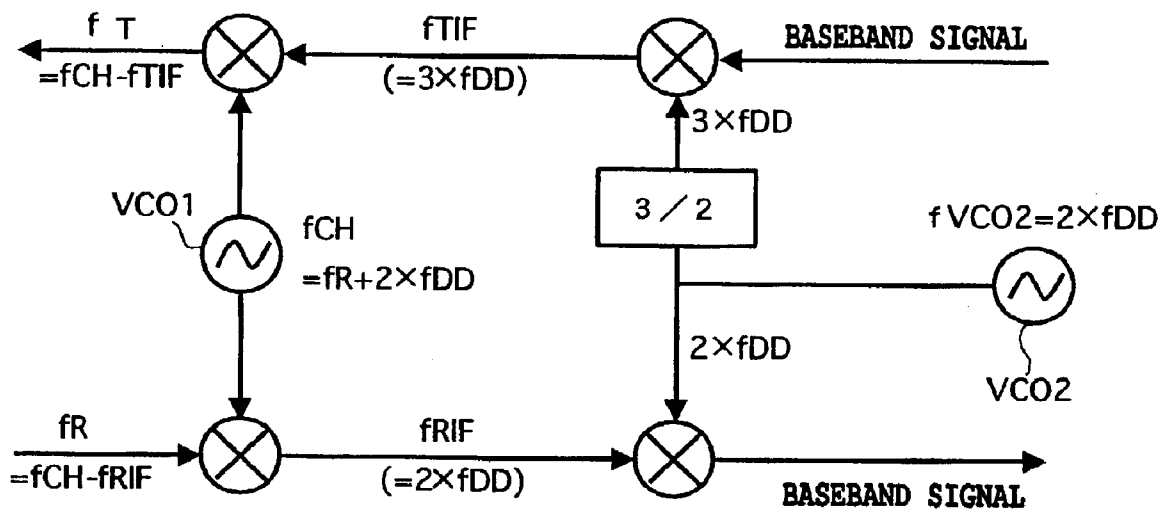 f T
=fCH-fTIF
fTIF
(=3×fDD)
BASEBAND SIGNAL
3×fDD
VCO1
fCH
=fR+2×fDD
3／2
f VCO2=2×fDD
2×fDD
VCO2
fR
=fCH-fRIF
fRIF
(=2×fDD)
BASEBAND SIGNAL